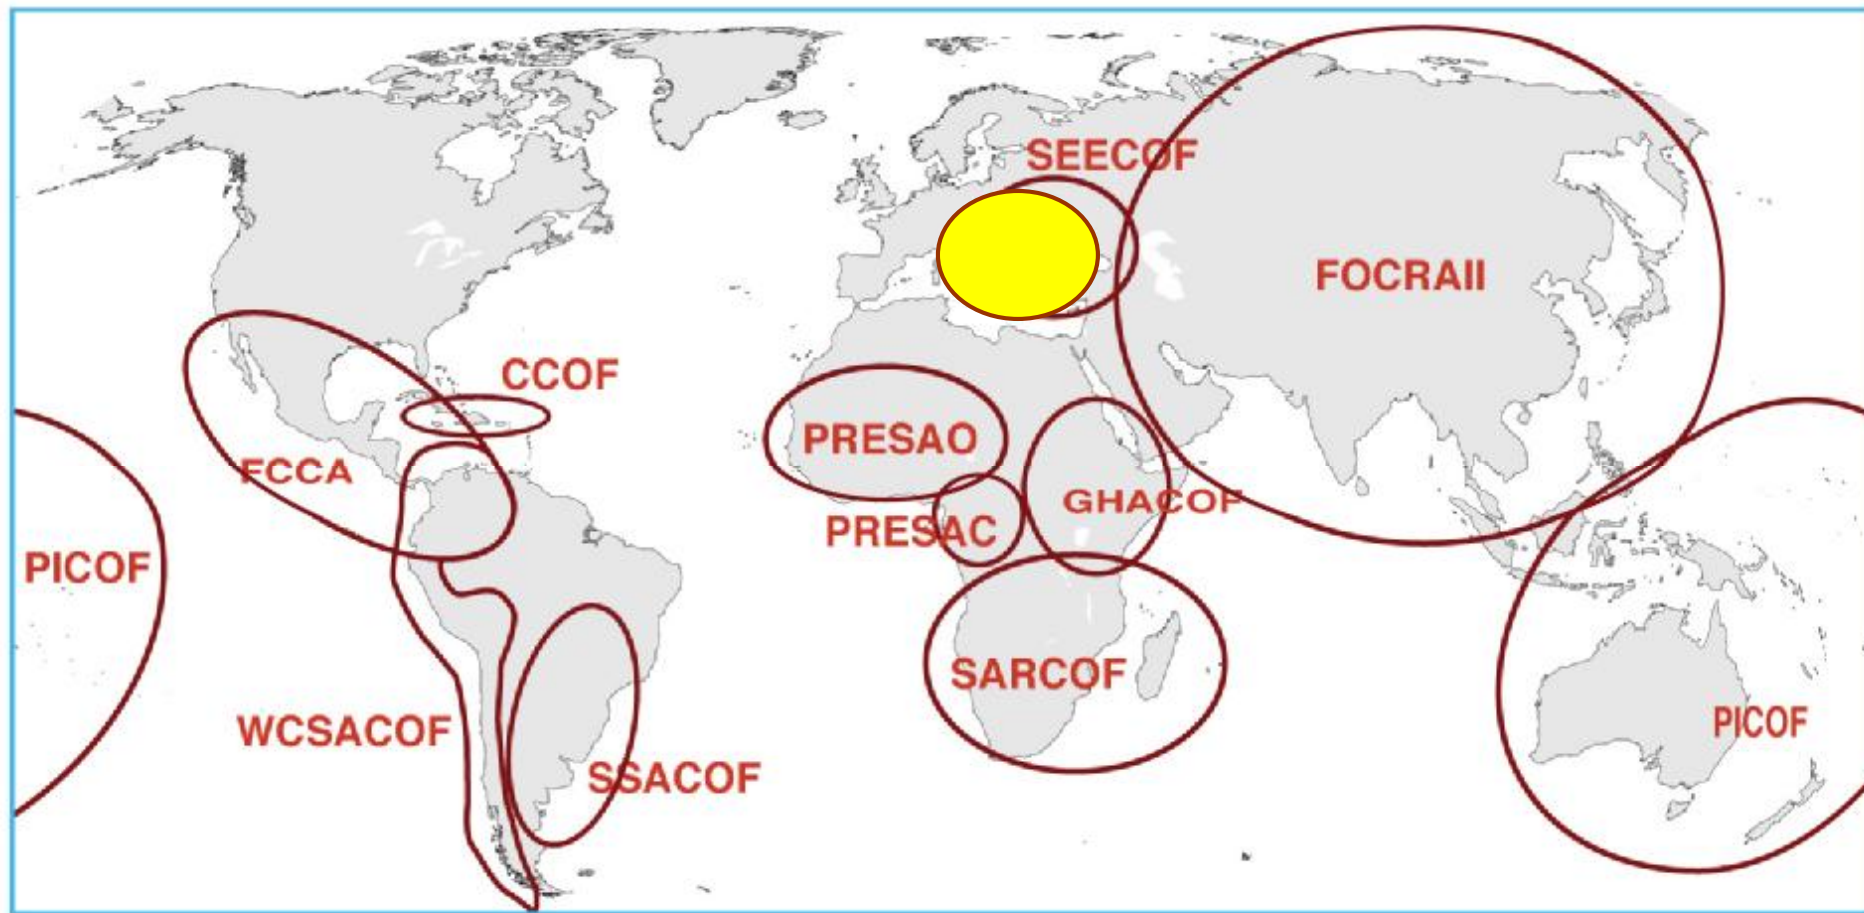 SEECOF
FOCRAII
CCOF
PRESAO
FCCA
GHACOF
PRESAC
PICOF
SARCOF
PICOF
WCSACOF
SSACOF